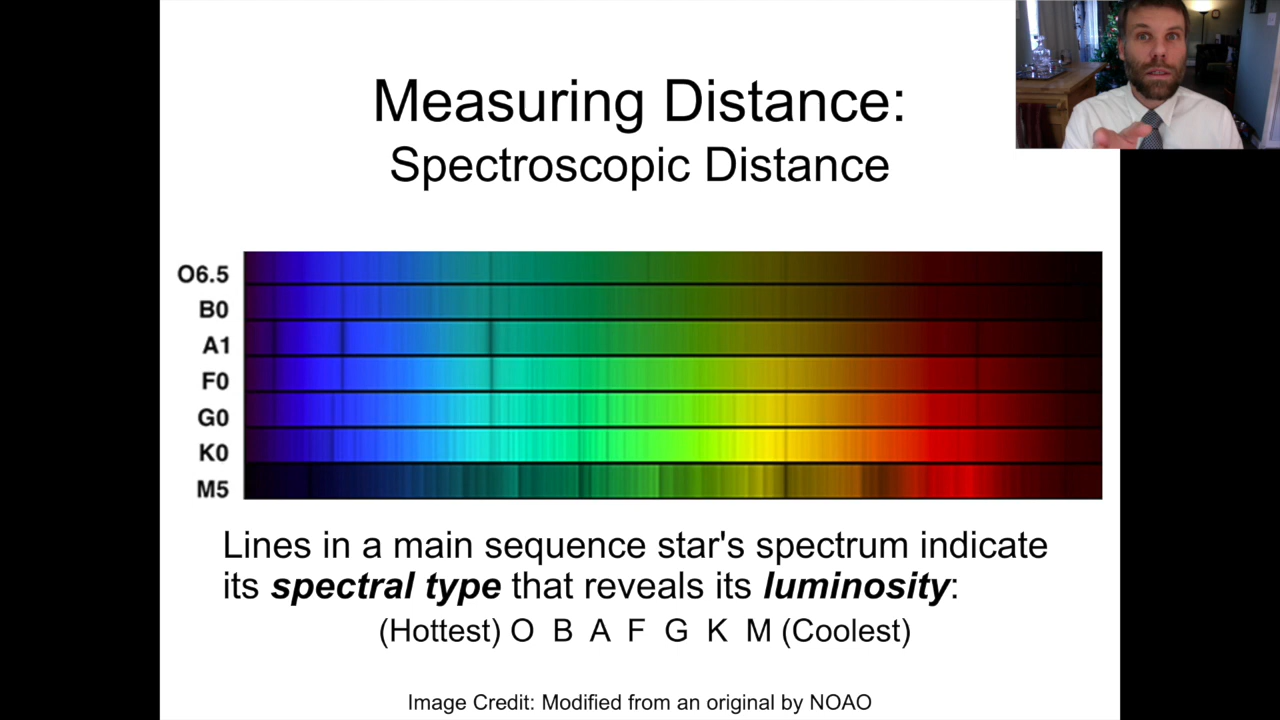 Measuring Distance:
Spectroscopic Distance
O6.5
B0
A1
F0
G0
K0
M5
Lines in a main sequence star's spectrum indicate
its spectral type that reveals its luminosity:
(Hottest) O B A F G K M (Coolest)
Image Credit: Modified from an original by NOAO